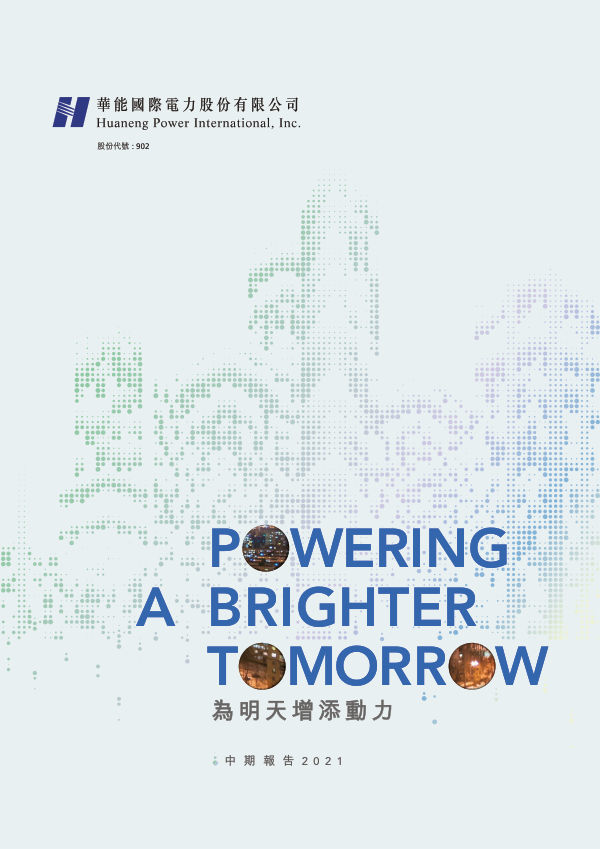 華能國際電力股份有限公司
Huaneng Power International, Inc.
股份代號 : 902
POWERING
A BRIGHTER
TOMORROW
為明天增添動力
中期報告2021